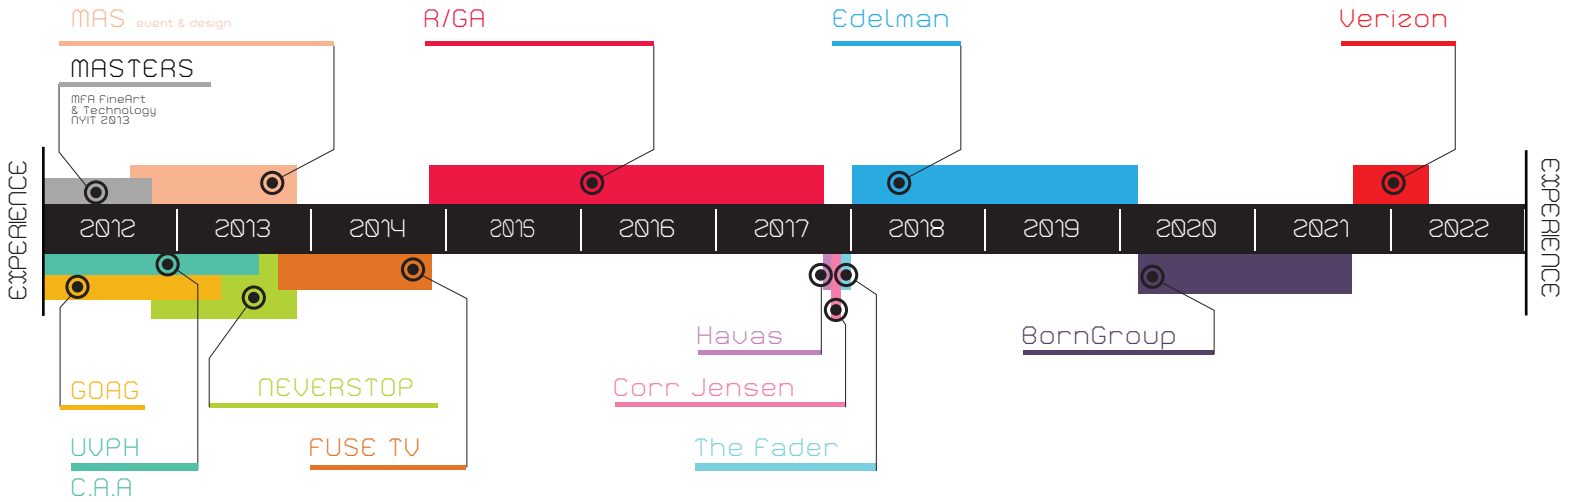 MAS event & design
R/GA
Edelman
Verizon
MASTERS
MFA FineArt
& Technology
NYIT 2013
EXPERIENCE
2012 2013 2014 2015 2016 2017 2018 2019 2020 2021 2022
EXPERIENCE
Havas
BornGroup
GOAG
NEVERSTOP
Corr Jensen
UVPH
FUSE TV
The Fader
C.A.A